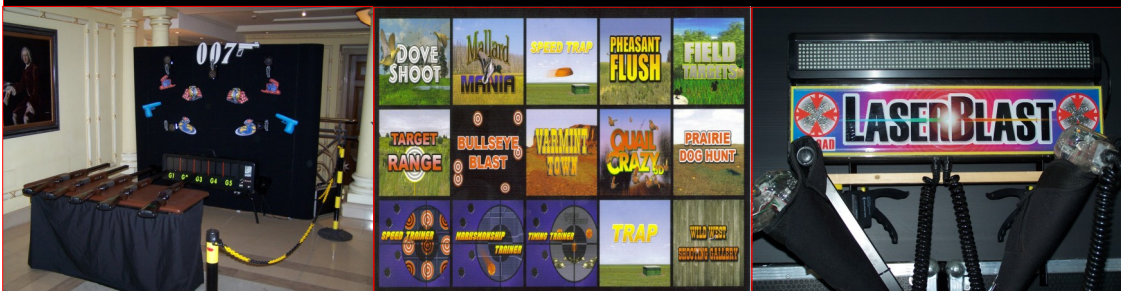 007
G1 G* G3 G4 G5
DOVE
SHOOT
Mallard
MANIA
SPEED TRAP
PHEASANT
FLUSH
FIELD
TARGETS
TARGET
RANGE
BULLSEYE
BLAST
VARMINT
TOWN
QUAIL
CRAZY
PRAIRIE
DOG HUNT
SPEED TRAINER
MARKSMANSHIP
TRAINER
TIMING TRAINER
TRAP
WILD WEST
SHOOTING GALLERY
LASERBLAST